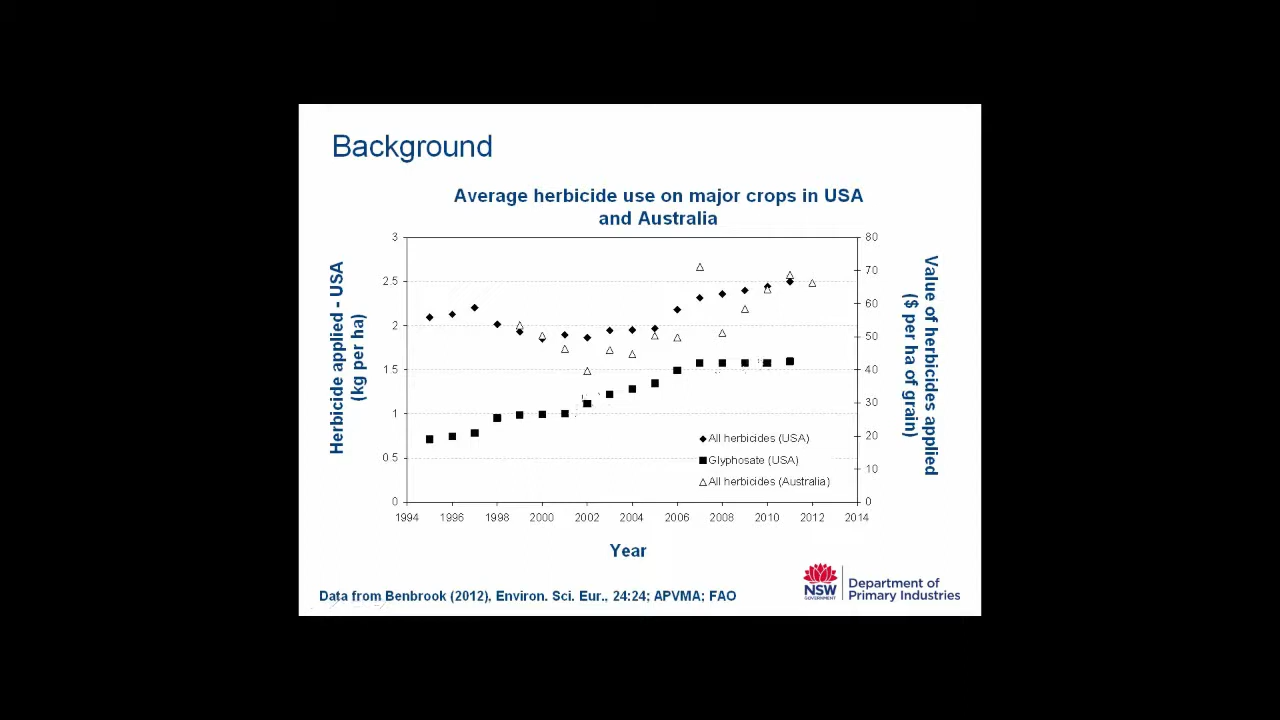 Background
Average herbicide use on major crops in USA
and Australia
Herbicide applied - USA
(kg per ha)
3
2.5
2
1.5
1
0 5
0
80
70
60
50
40
30
20
10
0
Value of herbicides applied
($ per ha of grain)
All herbicides (USA)
Glyphosate (USA)
All herbicides (Australia)
1994 1996 1998 2000 2002 2004 2006 2008 2010 2012 2014
Year
Data from Benbrook (2012), Environ. Sci. Eur., 24:24; APVMA; FAO
NSW
GOVERNMENT
Department of
Primary Industries